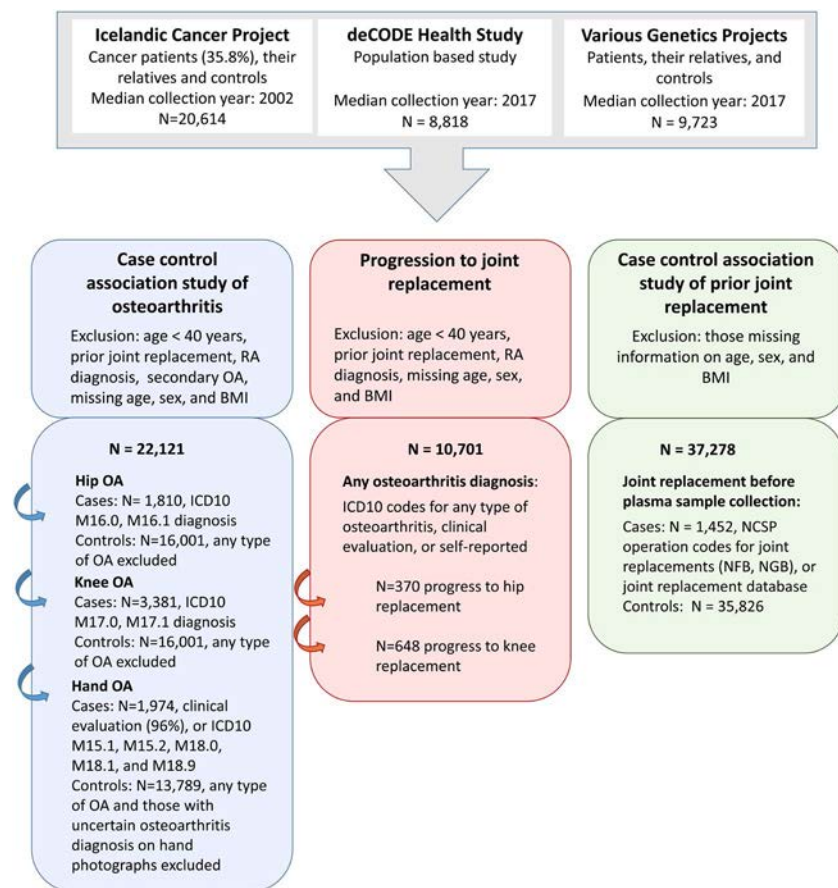 Icelandic Cancer Project
Cancer patients (35.8%), their
relatives and controls
Median collection year: 2002
N=20,614
deCODE Health Study
Population based study
Median collection year: 2017
N = 8,818
Various Genetics Projects
Patients, their relatives, and
controls
Median collection year: 2017
N = 9,723
Case control
association study of
osteoarthritis
Exclusion: age < 40 years,
prior joint replacement, RA
diagnosis, secondary OA,
missing age, sex, and BMI
N = 22,121
Hip OA
Cases: N= 1,810, ICD10
M16.0, M16.1 diagnosis
Controls: N=16,001, any type
of OA excluded
Knee OA
Cases: N=3,381, ICD10
M17.0, M17.1 diagnosis
Controls: N=16,001, any type
of OA excluded
Hand OA
Cases: N=1,974, clinical
evaluation (96%), or ICD10
M15.1, M15.2, M18.0,
M18.1, and M18.9
Controls: N=13,789, any type
of OA and those with
uncertain osteoarthritis
diagnosis on hand
photographs excluded
Progression to joint
replacement
Exclusion: age < 40 years,
prior joint replacement, RA
diagnosis, missing age, sex,
and BMI
N = 10,701
Any osteoarthritis diagnosis:
ICD10 codes for any type of
osteoarthritis, clinical
evaluation, or self-reported
N=370 progress to hip
replacement
N=648 progress to knee
replacement
Case control association
study of prior joint
replacement
Exclusion: those missing
information on age, sex, and
BMI
N = 37,278
Joint replacement before
plasma sample collection:
Cases: N = 1,452, NCSP
operation codes for joint
replacements (NFB, NGB), or
joint replacement database
Controls: N = 35,826